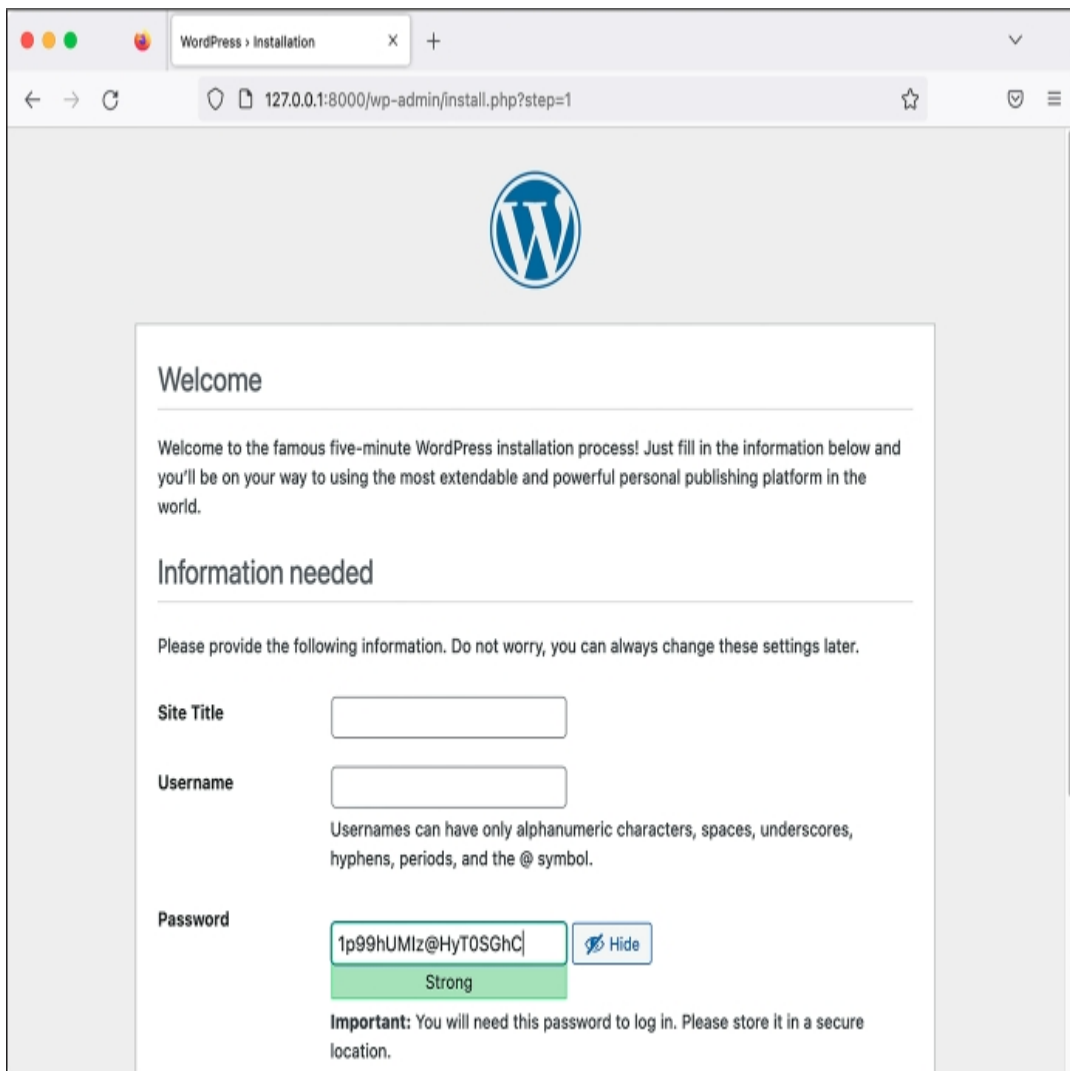 WordPress › Installation
127.0.0.1:8000/wp-admin/install.php?step=1
W
Welcome
Welcome to the famous five-minute WordPress installation process! Just fill in the information below and
you'll be on your way to using the most extendable and powerful personal publishing platform in the
world.
Information needed
Please provide the following information. Do not worry, you can always change these settings later.
Site Title
Username
Usernames can have only alphanumeric characters, spaces, underscores,
hyphens, periods, and the @ symbol.
Password
1p99hUMIz@HyT0SGhC Hide
Strong
Important: You will need this password to log in. Please store it in a secure
location.